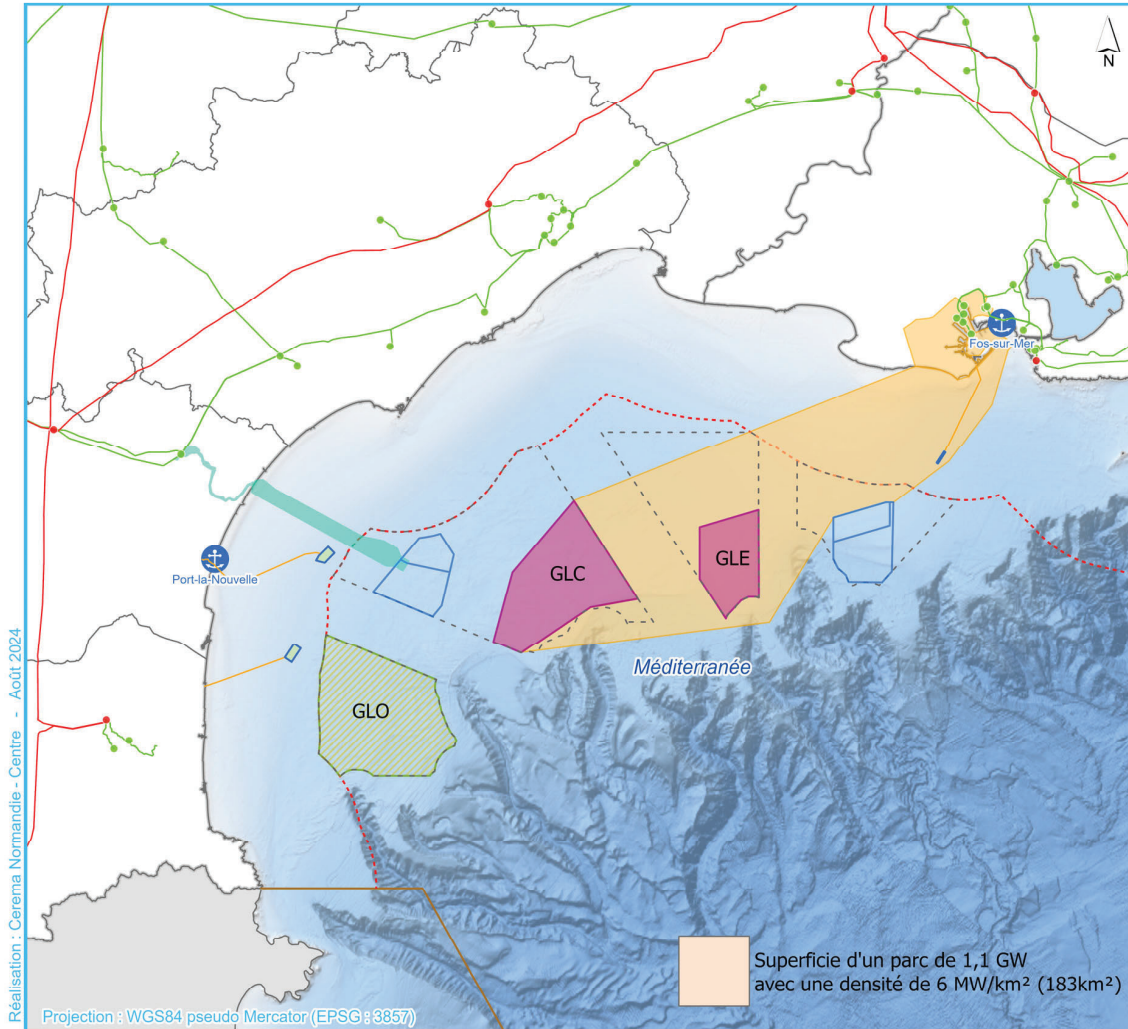 N
Fos-sur-Mer
Port-la-Nouvelle
GLC
GLE
Méditerranée
GLO
Superficie d'un parc de 1,1 GW
avec une densité de 6 MW/km² (183km²)
Réalisation : Cerema Normandie - Centre - Août 2024
Projection : WGS84 pseudo Mercator (EPSG : 3857)